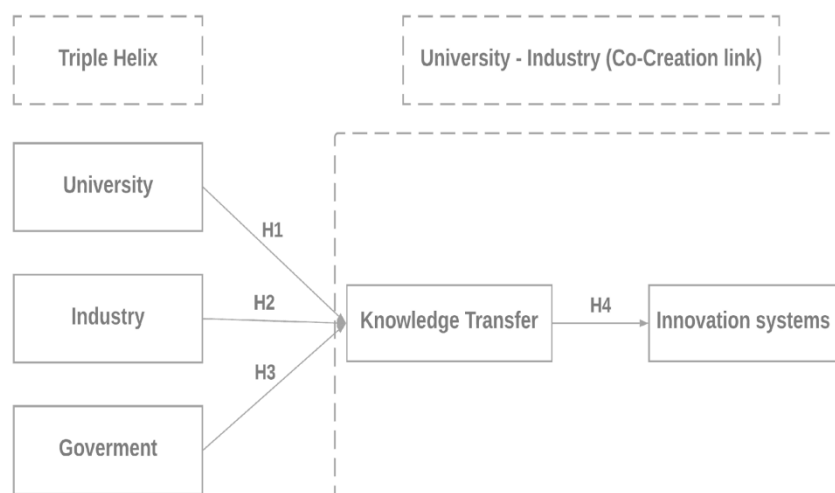 Triple Helix
University - Industry (Co-Creation link)
University
H1
Industry
H2
Knowledge Transfer
H4
Innovation systems
H3
Goverment